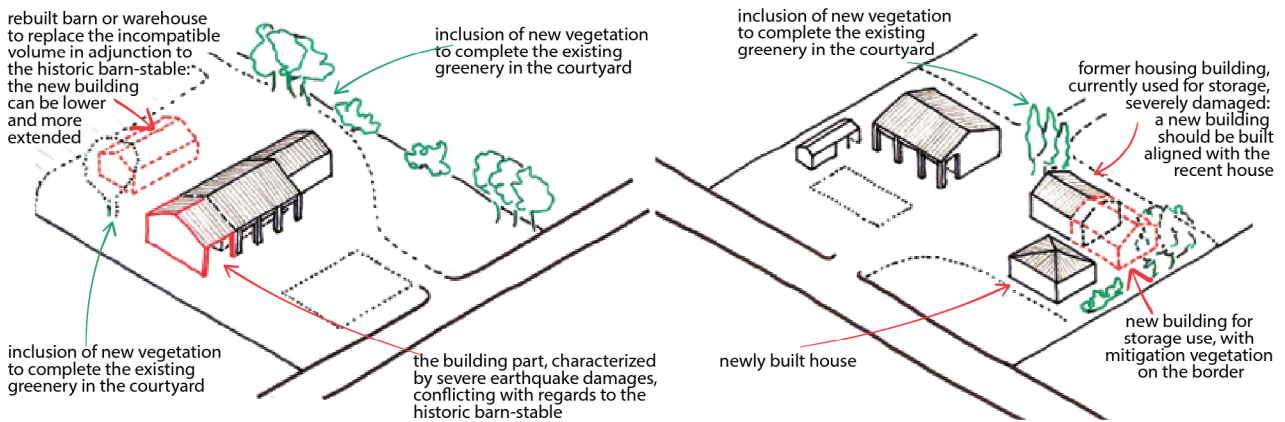 rebuilt barn or warehouse
to replace the incompatible
volume in adjunction to
the historic barn-stable:
the new building
can be lower
and more
extended
inclusion of new vegetation
to complete the existing
greenery in the courtyard
inclusion of new vegetation
to complete the existing
greenery in the courtyard
the building part, characterized
by severe earthquake damages,
conflicting with regards to the
historic barn-stable
inclusion of new vegetation
to complete the existing
greenery in the courtyard
former housing building,
currently used for storage,
severely damaged:
a new building
should be built
aligned with the
recent house
newly built house
new building for
storage use, with
mitigation vegetation
on the border